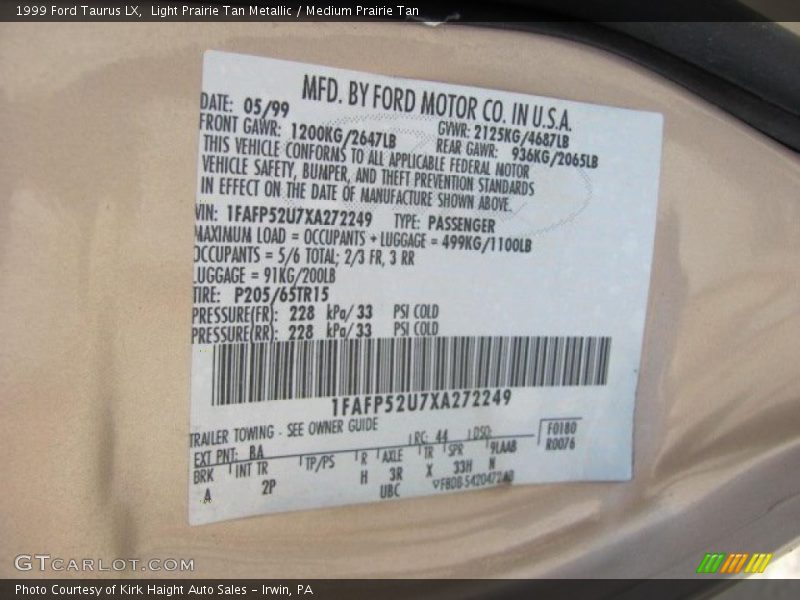 1999 Ford Taurus LX,  Light Prairie Tan Metallic / Medium Prairie Tan
MFD. BY FORD MOTOR CO. IN U.S.A.
DATE: 05/99 GVWR: 2125KG/4687LB
FRONT GAWR: 1200KG/2647LB REAR GAWR: 936KG/2065LB
THIS VEHICLE CONFORMS TO ALL APPLICABLE FEDERAL MOTOR
VEHICLE SAFETY, BUMPER, AND THEFT PREVENTION STANDARDS
IN EFFECT ON THE DATE OF MANUFACTURE SHOWN ABOVE.
VIN: 1FAFP52U7XA272249 TYPE: PASSENGER
MAXIMUM LOAD = OCCUPANTS + LUGGAGE = 499KG/1100LB
OCCUPANTS = 5/6 TOTAL; 2/3 FR, 3 RR
LUGGAGE = 91KG/200LB
TIRE: P205/65TR15
PRESSURE(FR): 228 kPa/ 33 PSI COLD
PRESSURE(RR): 228 kPa/ 33 PSI COLD
1FAFP52U7XA272249
TRAILER TOWING - SEE OWNER GUIDE
EXT PNT: BA RC: 44 DSO: F0180
BRK INT TR TP/PS R AXLE TR SPR 9LAAB R0076
A 2P H 3R X 33H N
UBC
GTCARLOT.COM
Photo Courtesy of Kirk Haight Auto Sales - Irwin, PA